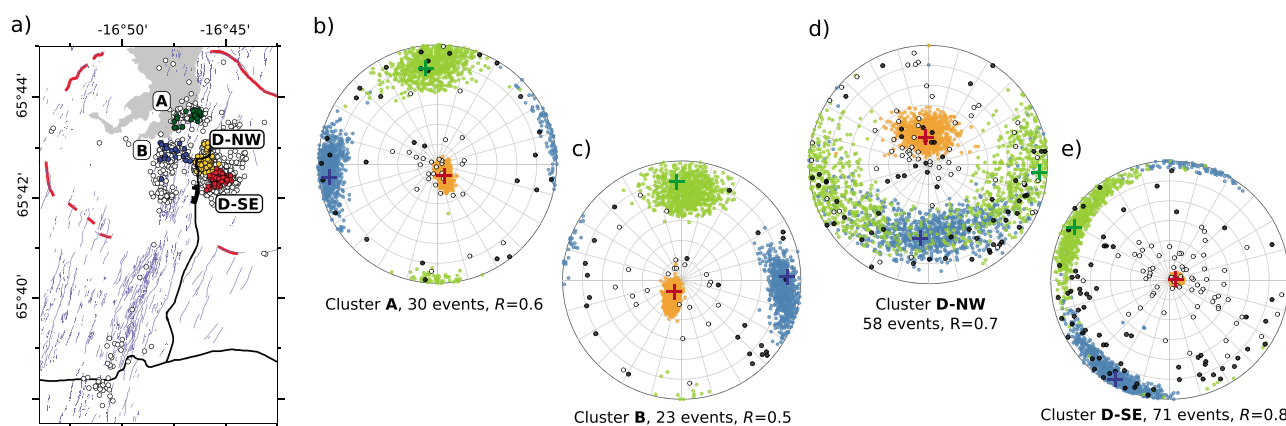 a)
-16°50'
-16°45'
65°44'
65°42'
65°40'
A
B
D-NW
D-SE
b)
Cluster A, 30 events, R=0.6
c)
Cluster B, 23 events, R=0.5
d)
Cluster D-NW
58 events, R=0.7
e)
Cluster D-SE, 71 events, R=0.8